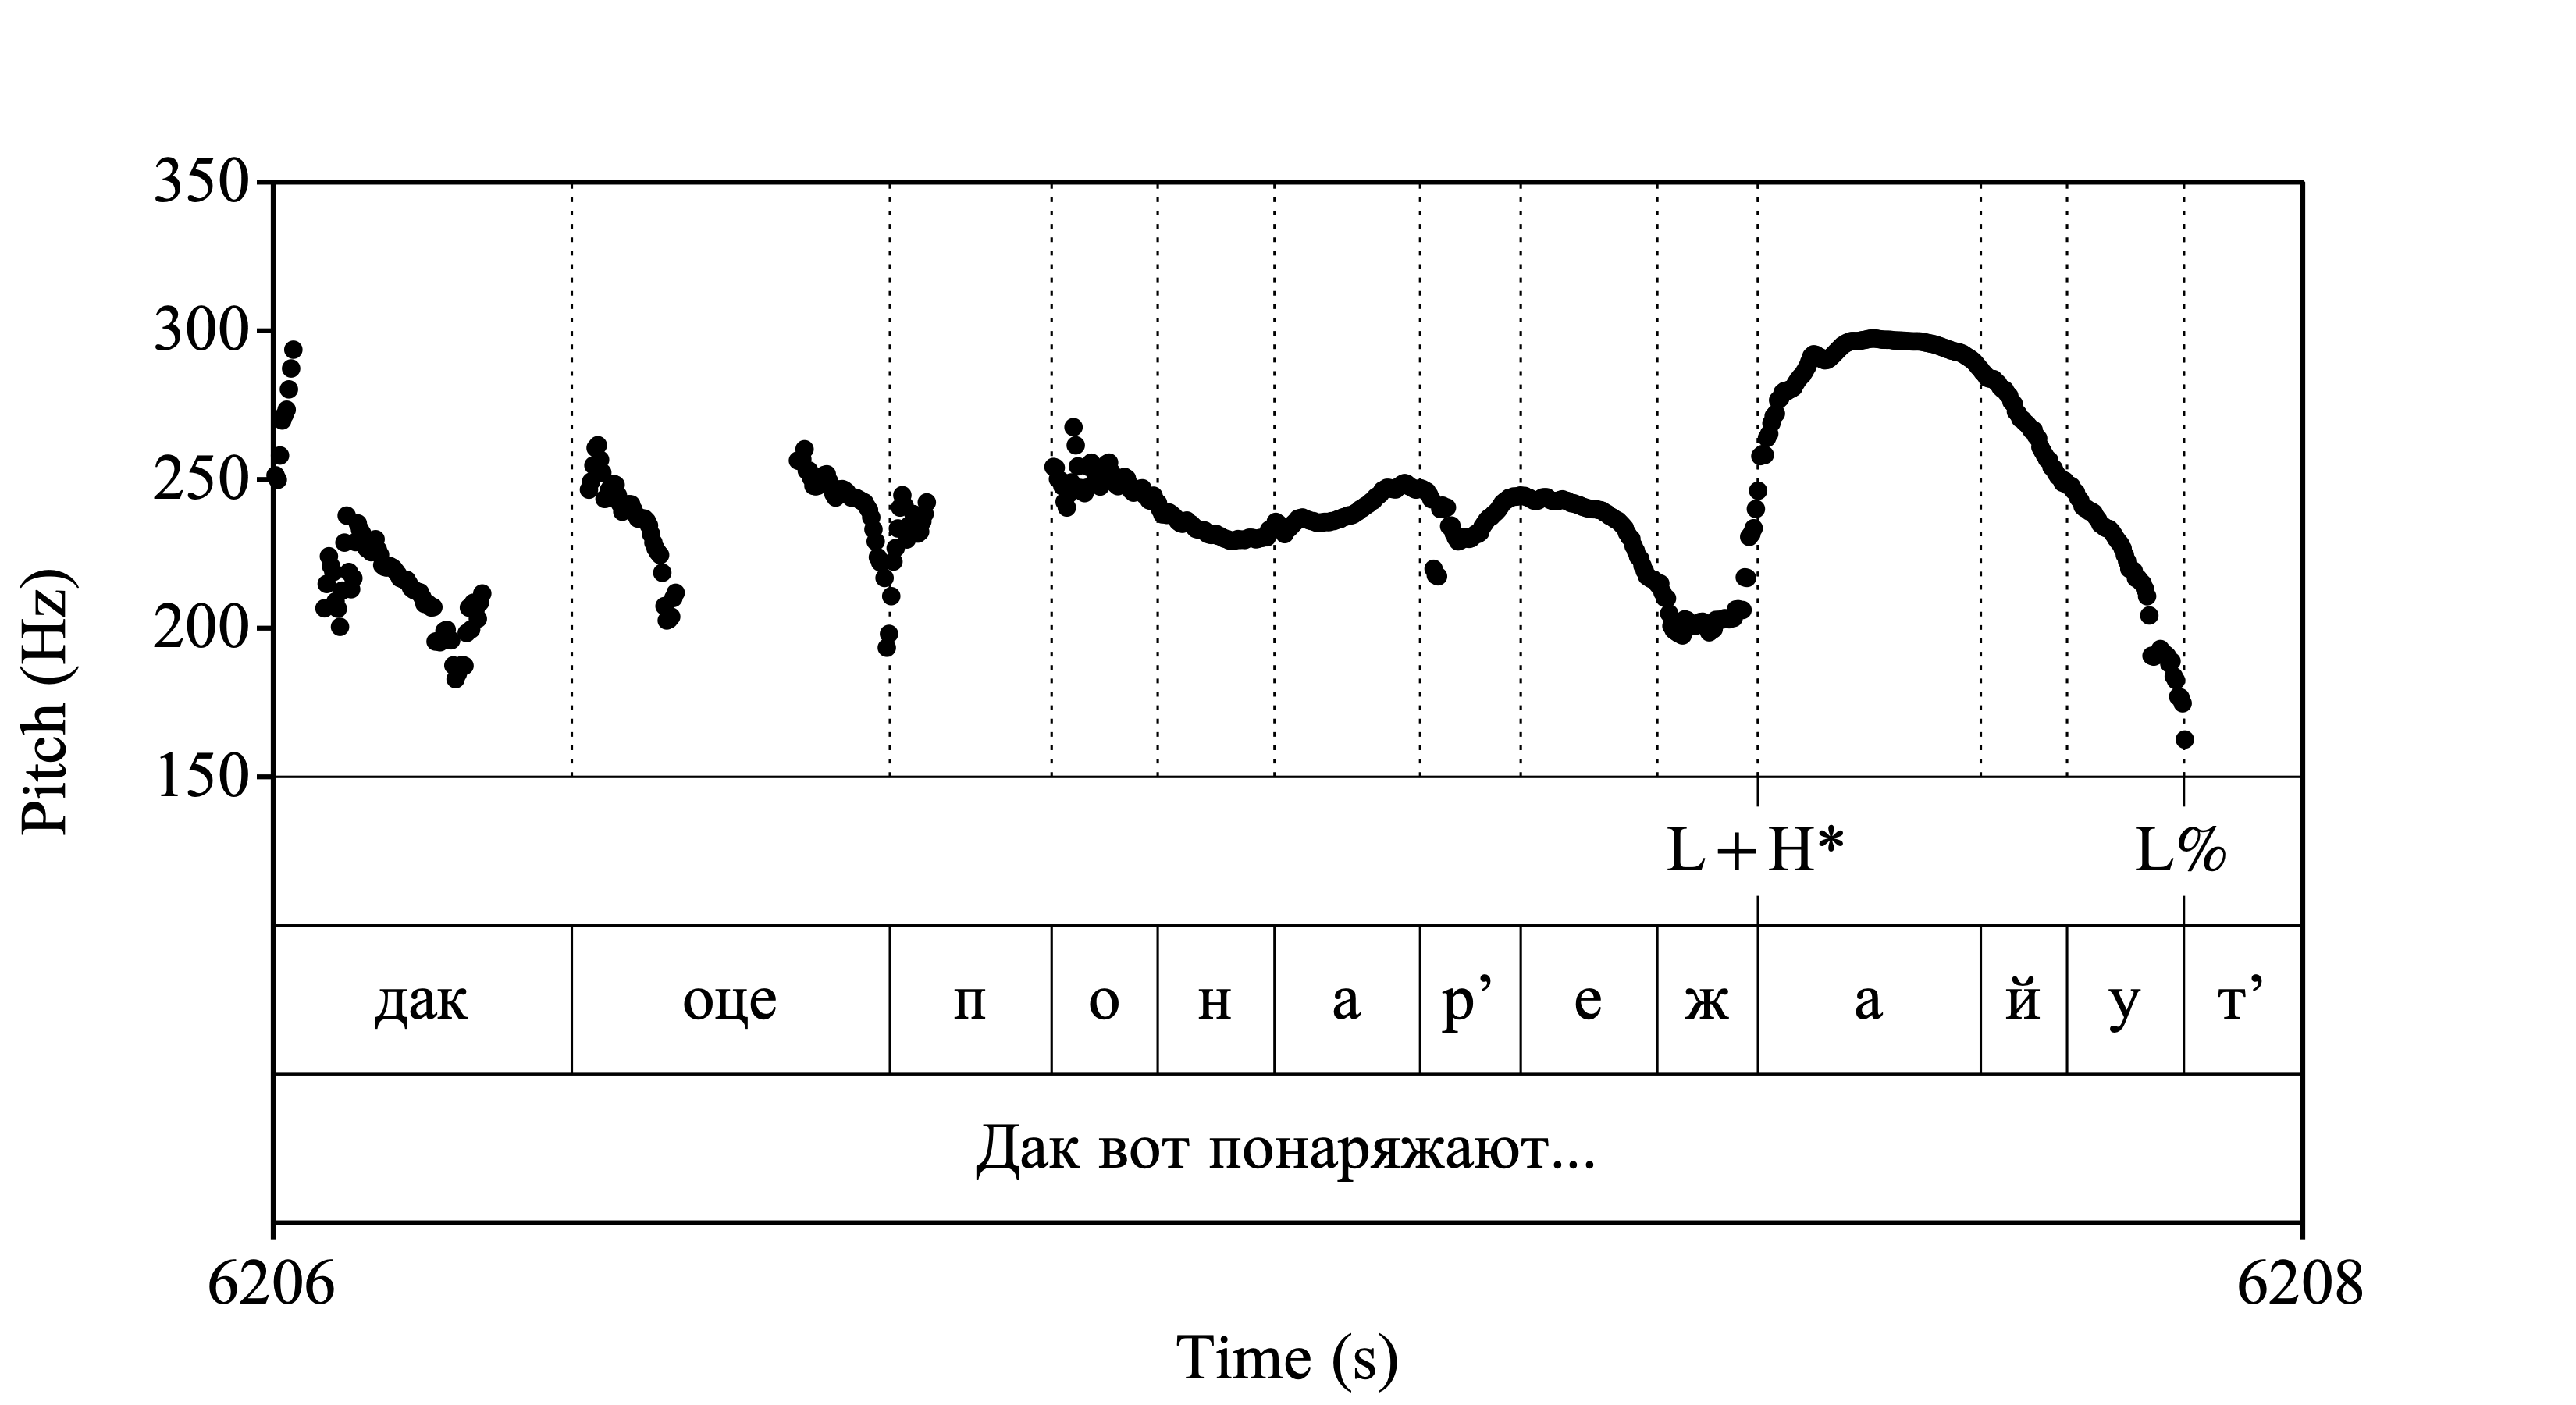 350
300
250
200
150
Pitch (Hz)
L+H* L%
дак оце п о н а р’ е ж а й у т’
Дак вот понаряжают...
6206 6208
Time (s)